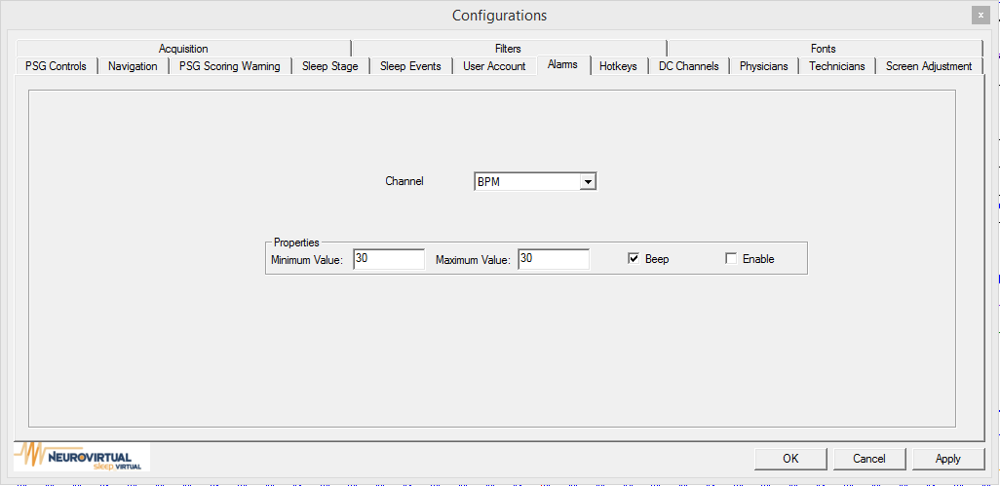 Configurations
x
Acquisition Filters Fonts
PSG Controls Navigation PSG Scoring Warning Sleep Stage Sleep Events User Account Alarms Hotkeys DC Channels Physicians Technicians Screen Adjustment
Channel BPM
Properties
Minimum Value: 30 Maximum Value: 30 Beep Enable
NEUROVIRTUAL
sleep VIRTUAL
OK Cancel Apply